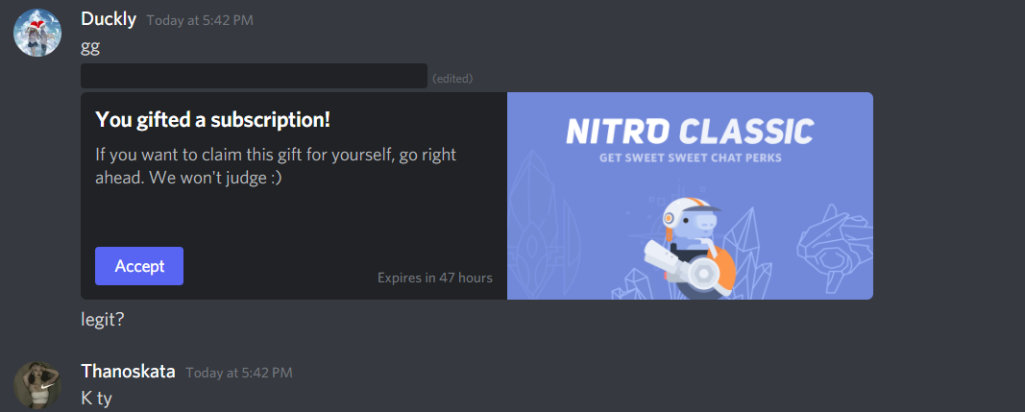 Duckly Today at 5:42 PM
gg
(edited)
You gifted a subscription!
If you want to claim this gift for yourself, go right
ahead. We won't judge :)
Accept
Expires in 47 hours
NITRO CLASSIC
GET SWEET SWEET CHAT PERKS
legit?
Thanoskata Today at 5:42 PM
K ty